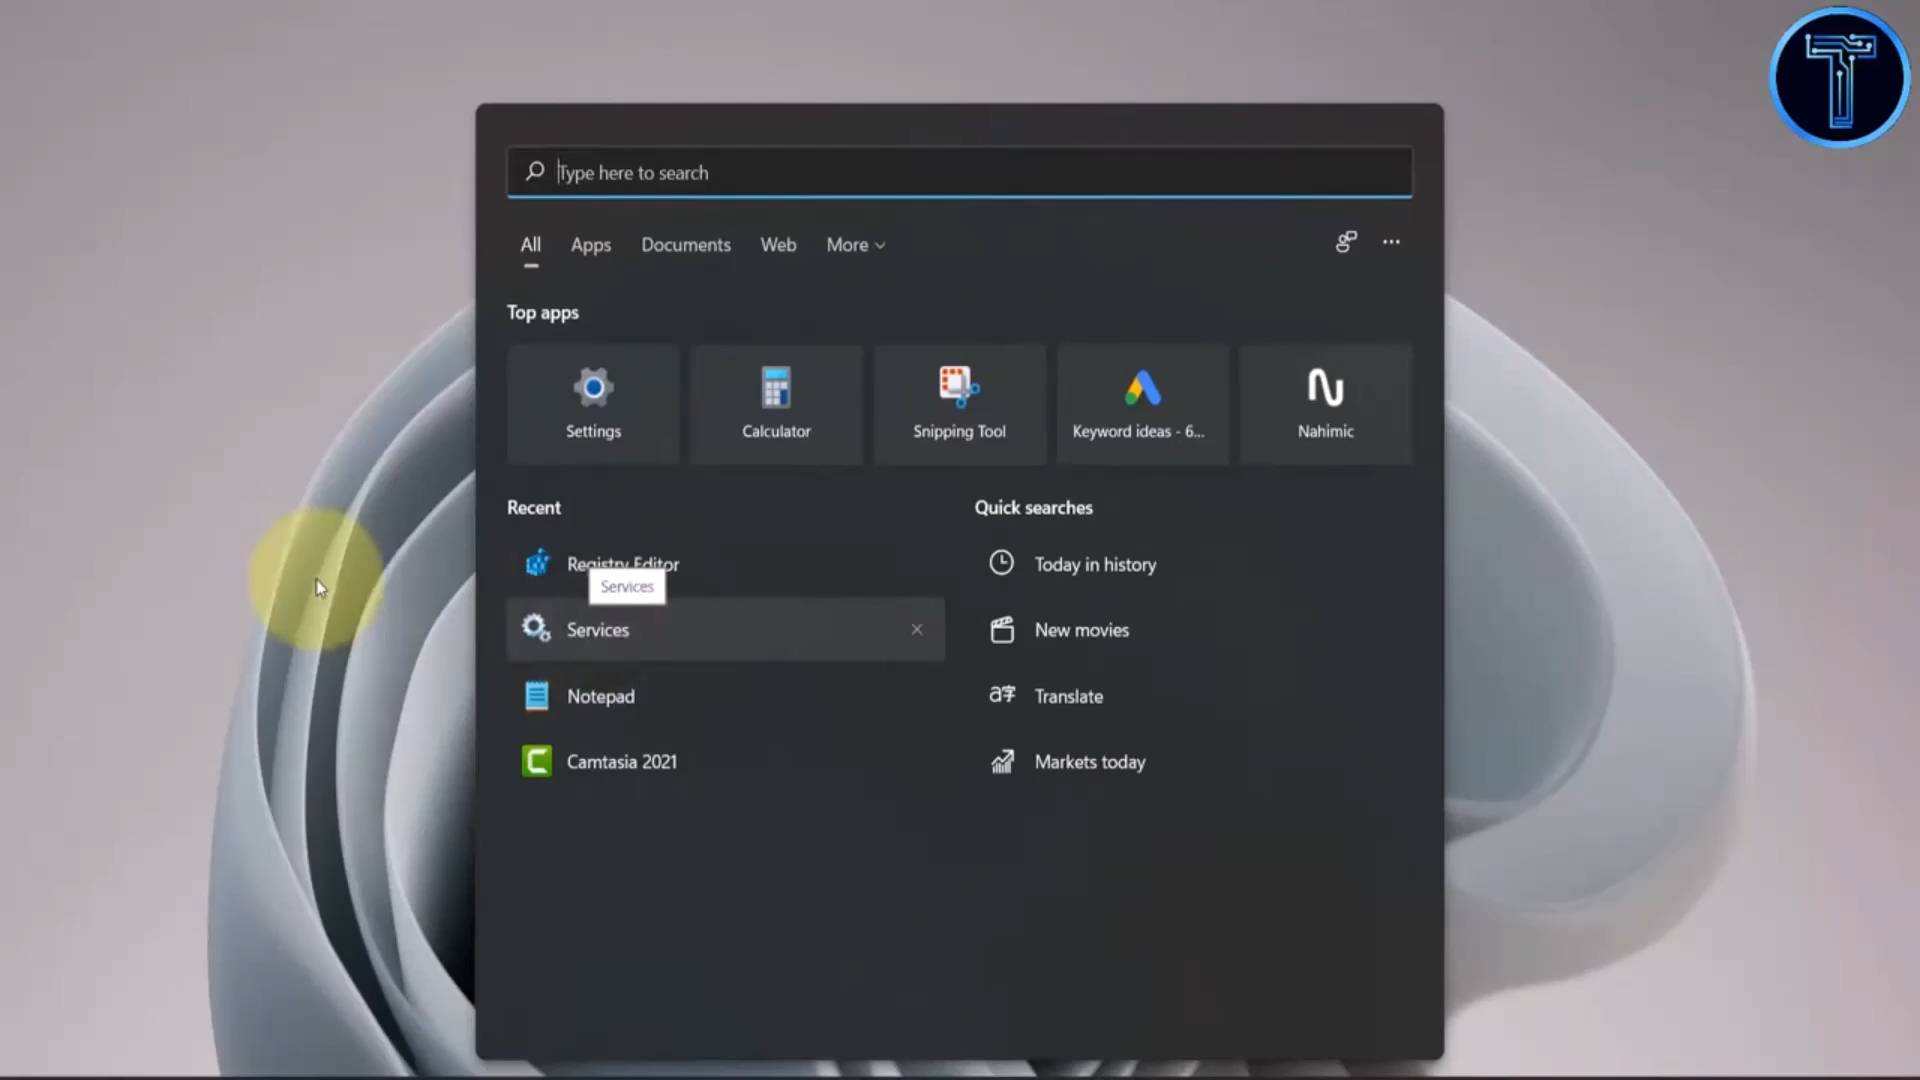 Type here to search
All Apps Documents Web More
Top apps
Settings Calculator Snipping Tool Keyword ideas - 6... Nahimic
Recent Quick searches
Registry Editor Today in history
Services
Services New movies
Notepad Translate
Camtasia 2021 Markets today